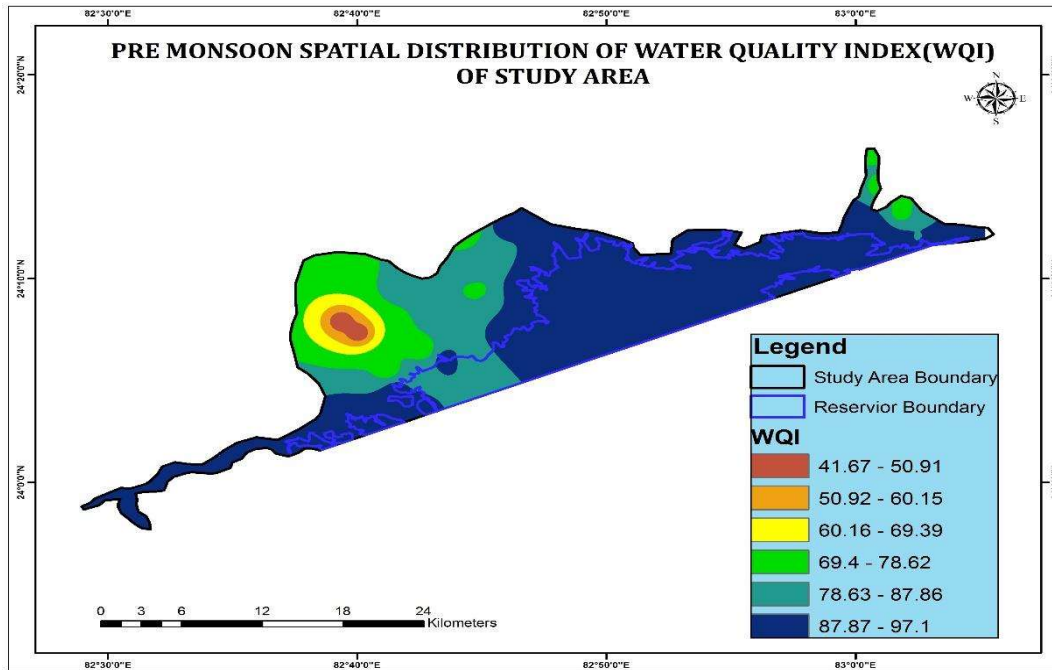 82°30'0"E 82°40'0"E 82°50'0"E 83°0'0"E
PRE MONSOON SPATIAL DISTRIBUTION OF WATER QUALITY INDEX(WQI)
OF STUDY AREA
24°20'0"N
N
W E
S
24°10'0"N
24°0'0"N
Legend
Study Area Boundary
Reservior Boundary
WQI
41.67 - 50.91
50.92 - 60.15
60.16 - 69.39
69.4 - 78.62
78.63 - 87.86
87.87 - 97.1
0 3 6 12 18 24
Kilometers
82°30'0"E 82°40'0"E 82°50'0"E 83°0'0"E